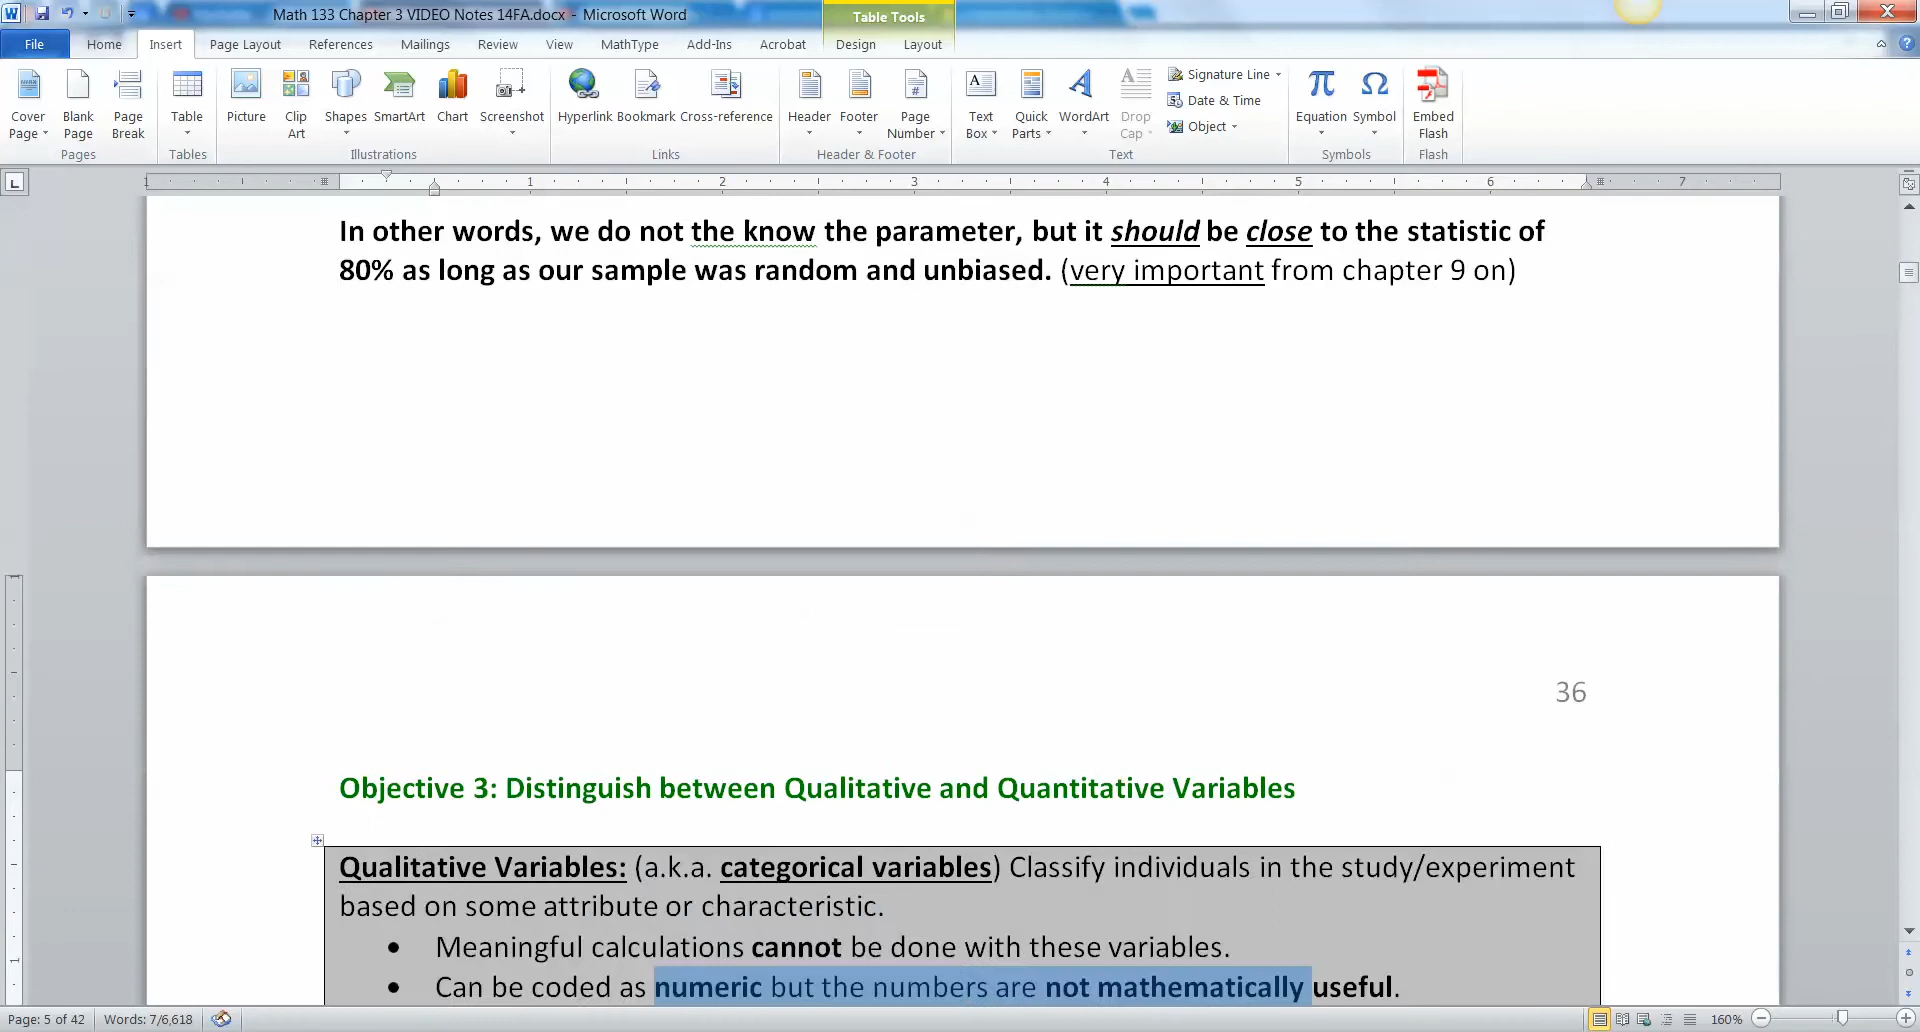 Math 133 Chapter 3 VIDEO Notes 14FA.docx - Microsoft Word
Table Tools
File Home Insert Page Layout References Mailings Review View MathType Add-Ins Acrobat Design Layout
Cover Page
Blank Page
Page Break
Pages
Table
Tables
Picture
Clip Art
Shapes
SmartArt
Chart
Screenshot
Illustrations
Hyperlink
Bookmark
Cross-reference
Links
Header
Footer
Page Number
Header & Footer
Text Box
Quick Parts
WordArt
Drop Cap
Signature Line
Date & Time
Object
Text
Equation
Symbol
Symbols
Embed Flash
Flash
1 1 2 3 4 5 6 7
In other words, we do not the know the parameter, but it should be close to the statistic of
80% as long as our sample was random and unbiased. (very important from chapter 9 on)
36
Objective 3: Distinguish between Qualitative and Quantitative Variables
Qualitative Variables: (a.k.a. categorical variables) Classify individuals in the study/experiment
based on some attribute or characteristic.
• Meaningful calculations cannot be done with these variables.
• Can be coded as numeric but the numbers are not mathematically useful.
Page: 5 of 42 Words: 7/6,618 160%